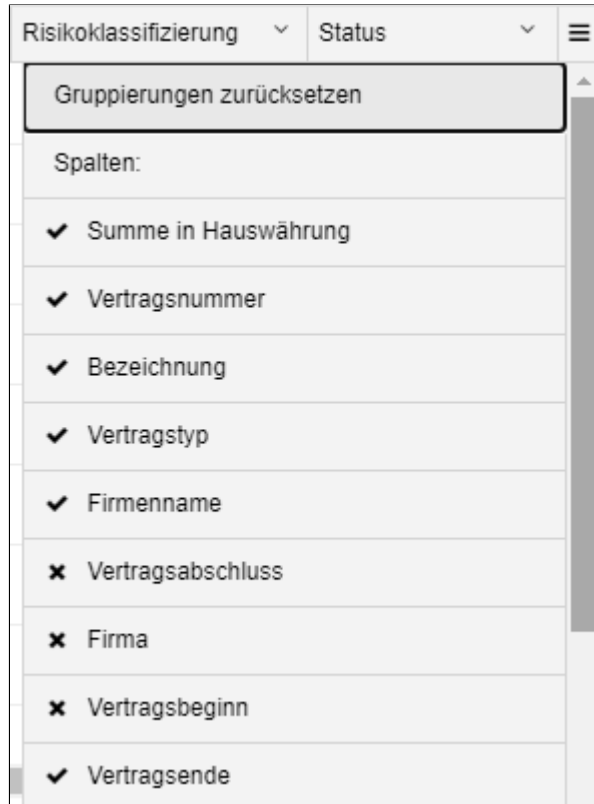 Risikoklassifizierung Status
Gruppierungen zurücksetzen
Spalten:
Summe in Hauswährung
Vertragsnummer
Bezeichnung
Vertragstyp
Firmenname
Vertragsabschluss
Firma
Vertragsbeginn
Vertragsende